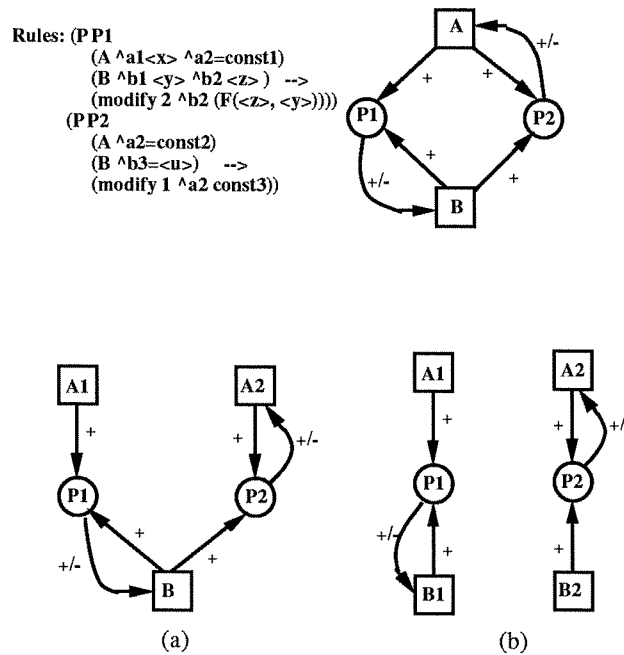 Rules: (P P1
(A ^a1<x> ^a2=const1)
(B ^b1 <y> ^b2 <z> ) -->
(modify 2 ^b2 (F(<z>, <y>))))
(P P2
(A ^a2=const2)
(B ^b3=<u>) -->
(modify 1 ^a2 const3))
A
+/-
+
+
P1
P2
+/-
+
+
B
A1
A2
+
+
+/-
P1
P2
+/-
+
+
B
(a)
A1
A2
+
+
+/
P1
P2
+/-
+
+
B1
B2
(b)